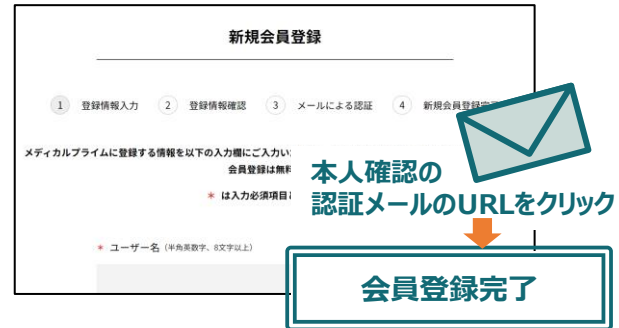 新規会員登録
1 登録情報入力 2 登録情報確認 3 メールによる認証 4 新規会員登録
メディカルプライムに登録する情報を以下の入力欄にご入力い
会員登録は無料
* は入力必須項目
* ユーザー名（半角英数字、8文字以上）
本人確認の
認証メールのURLをクリック
会員登録完了